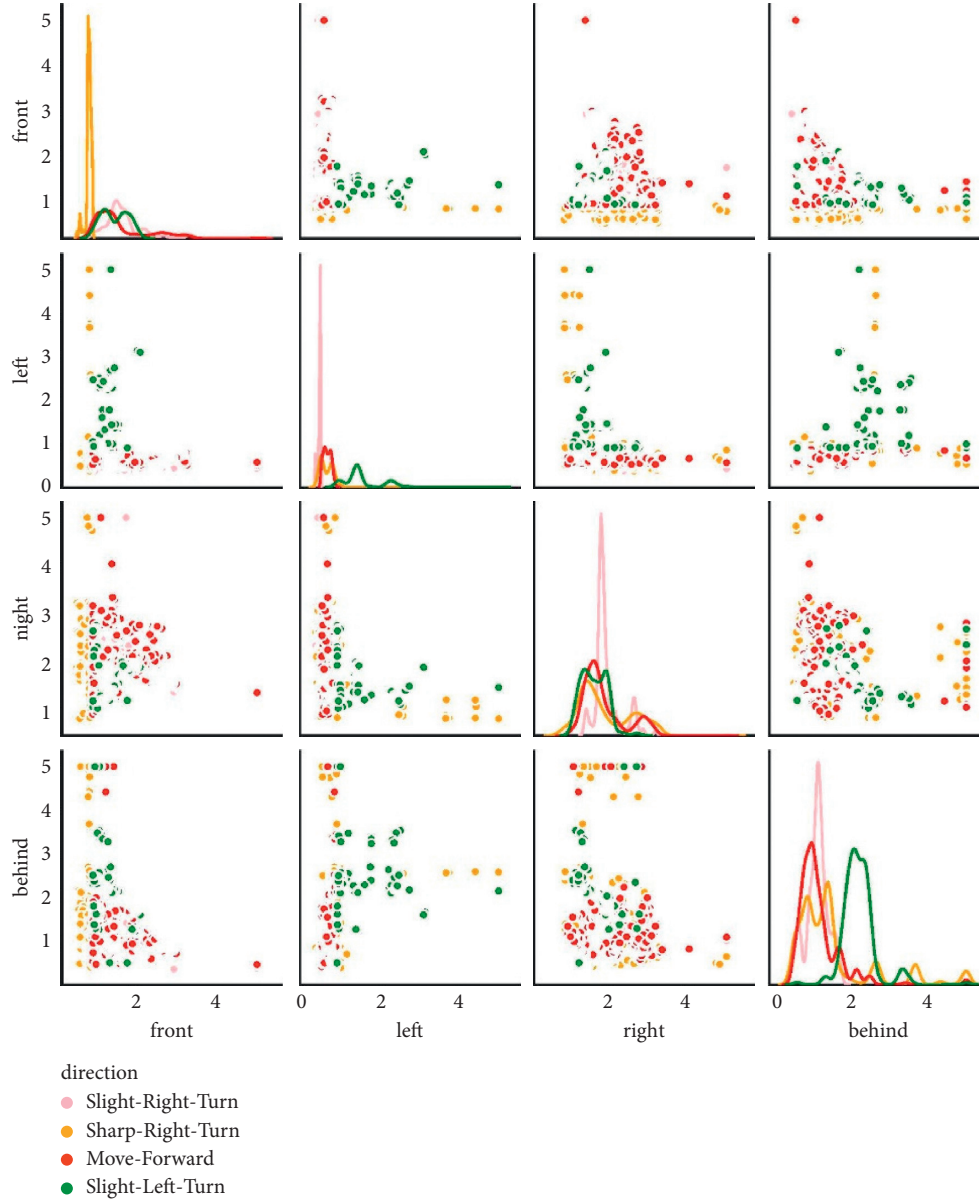 5
4
3
2
1
front
5
4
3
2
1
0
left
5
4
3
2
1
night
5
4
3
2
1
behind
2 4 0 2 4 2 4 0 2 4
front left right behind
direction
Slight-Right-Turn
Sharp-Right-Turn
Move-Forward
Slight-Left-Turn